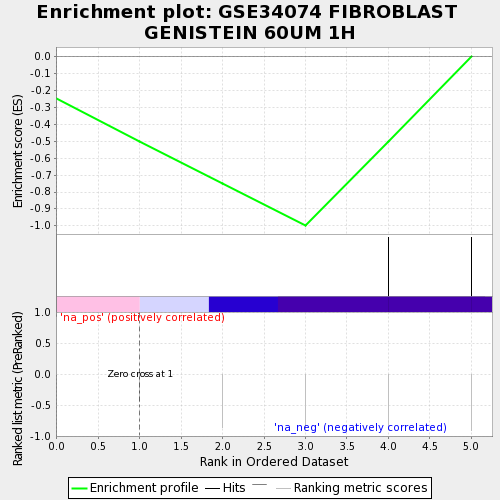 Enrichment plot: GSE34074 FIBROBLAST
GENISTEIN 60UM 1H
Enrichment score (ES)
0.0
-0.1
-0.2
-0.3
-0.4
-0.5
-0.6
-0.7
-0.8
-0.9
-1.0
Ranked list metric (PreRanked)
1.0
0.5
0.0
-0.5
-1.0
'na_pos' (positively correlated)
Zero cross at 1
'na_neg' (negatively correlated)
0.0 0.5 1.0 1.5 2.0 2.5 3.0 3.5 4.0 4.5 5.0
Rank in Ordered Dataset
Enrichment profile Hits Ranking metric scores